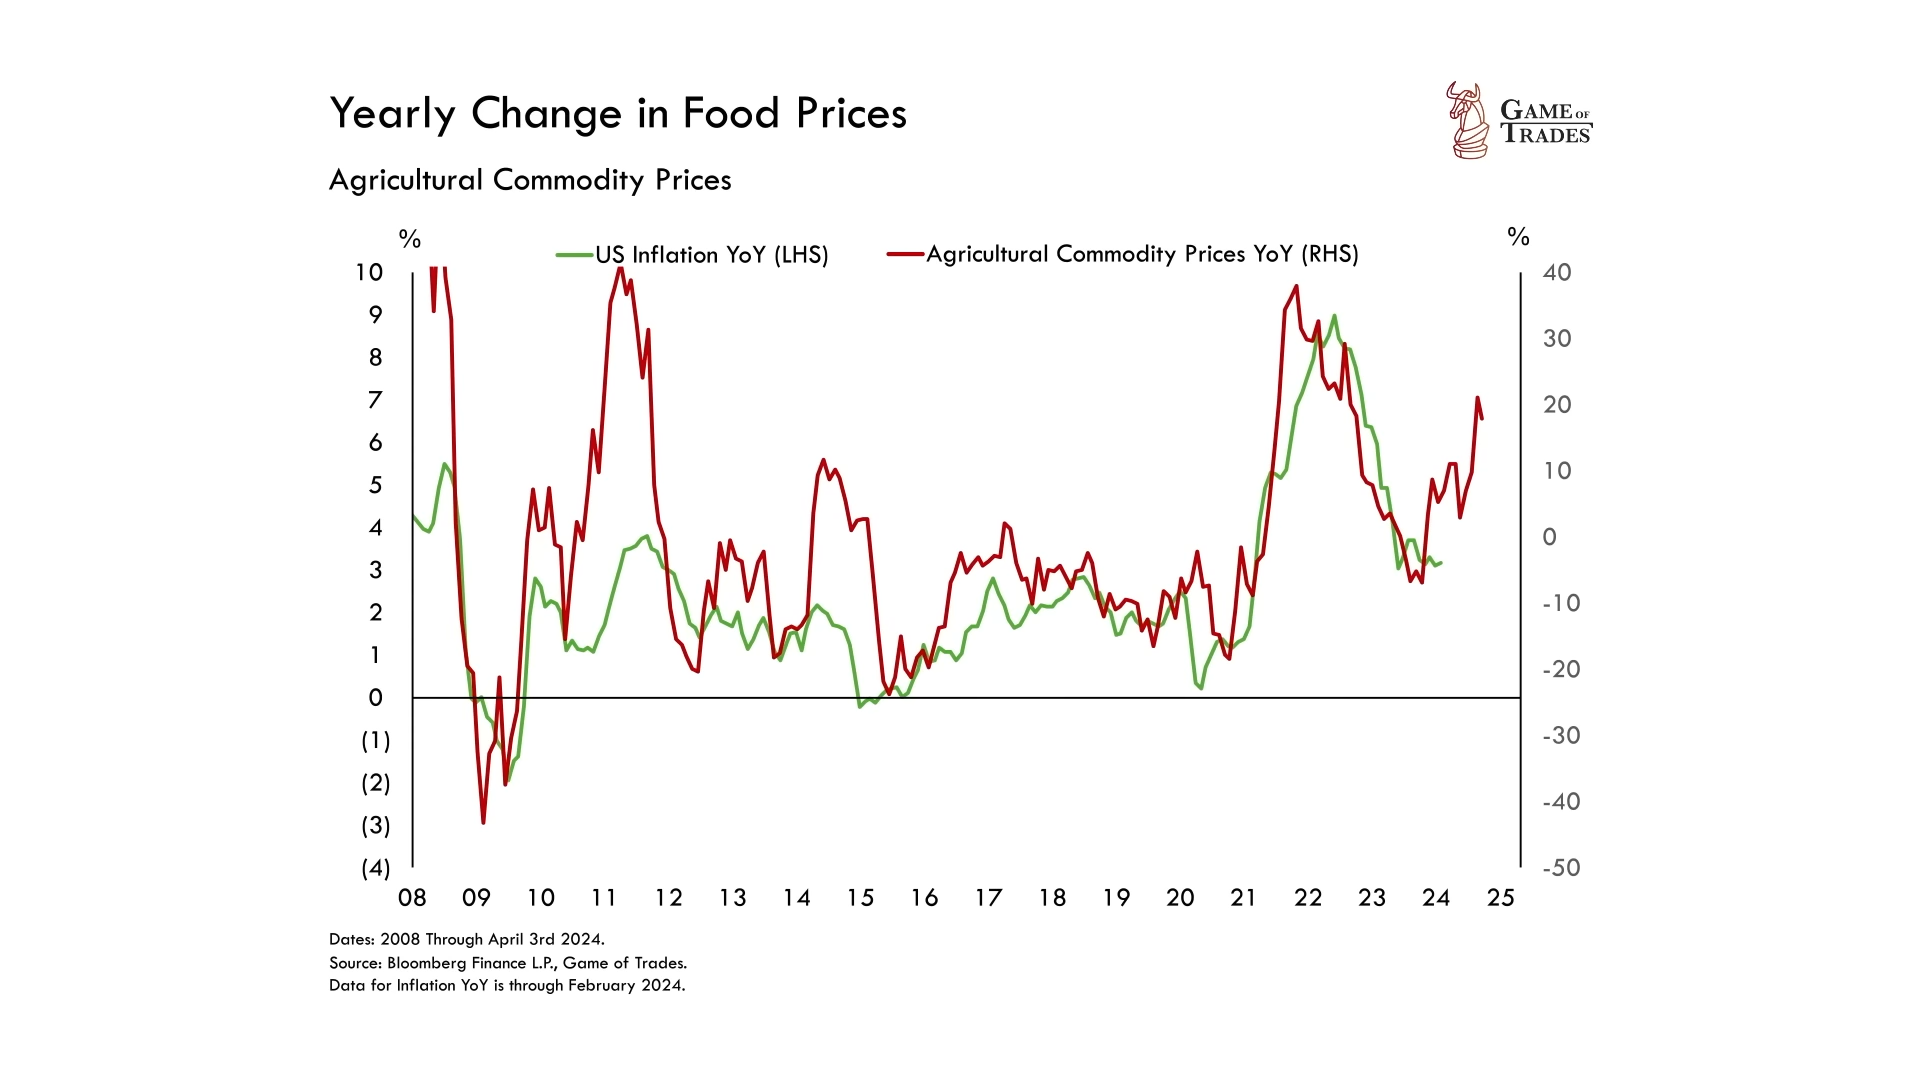 Yearly Change in Food Prices
GAME OF
TRADES
Agricultural Commodity Prices
% US Inflation YoY (LHS) Agricultural Commodity Prices YoY (RHS) %
10 40
9
8 30
7
6 20
5 10
4 0
3
2 -10
1 -20
0
(1) -30
(2)
(3) -40
(4) -50
08 09 10 11 12 13 14 15 16 17 18 19 20 21 22 23 24 25
Dates: 2008 Through April 3rd 2024.
Source: Bloomberg Finance L.P., Game of Trades.
Data for Inflation YoY is through February 2024.